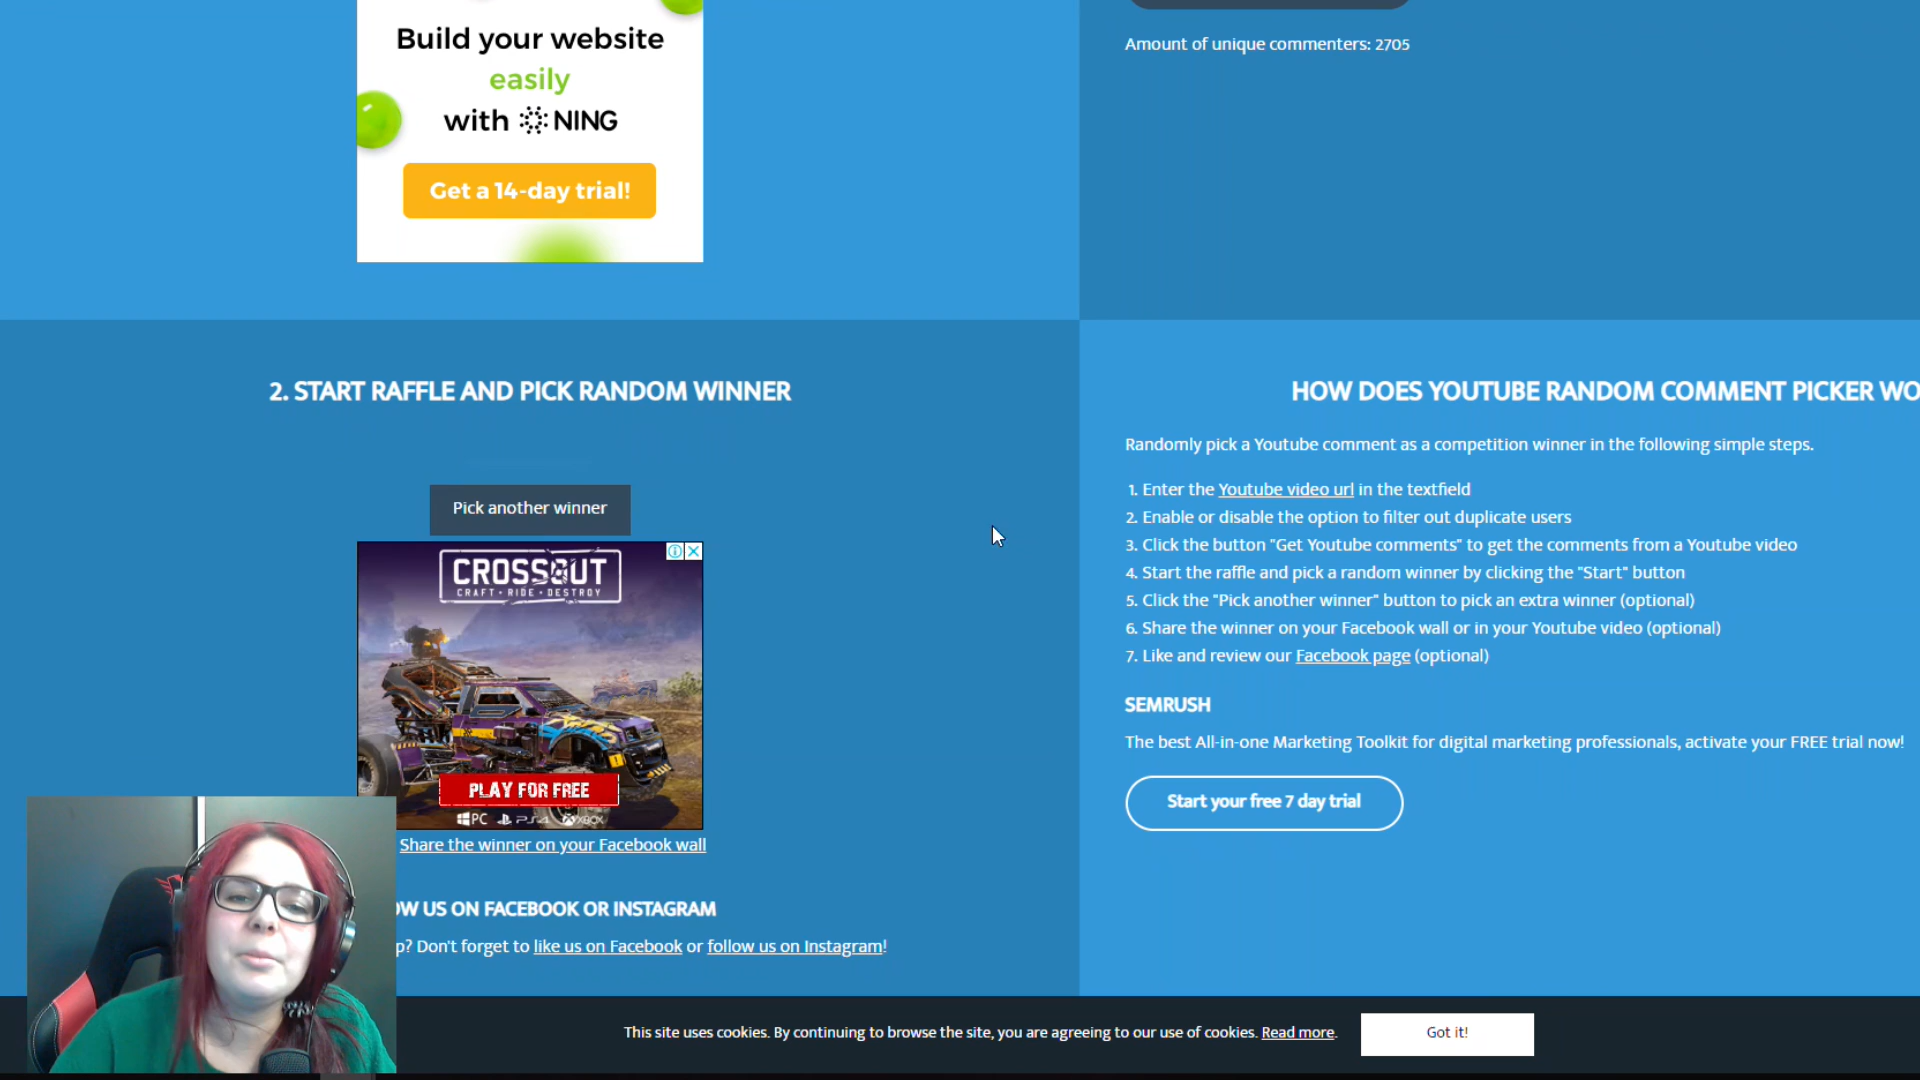 Build your website
easily
with NING
Get a 14-day trial!
Amount of unique commenters: 2705
2. START RAFFLE AND PICK RANDOM WINNER
Pick another winner
CROSSOUT
CRAFT • RIDE • DESTROY
PLAY FOR FREE
PC PS4 XBOX
Share the winner on your Facebook wall
OW US ON FACEBOOK OR INSTAGRAM
p? Don't forget to like us on Facebook or follow us on Instagram!
HOW DOES YOUTUBE RANDOM COMMENT PICKER WO
Randomly pick a Youtube comment as a competition winner in the following simple steps.
1. Enter the Youtube video url in the textfield
2. Enable or disable the option to filter out duplicate users
3. Click the button "Get Youtube comments" to get the comments from a Youtube video
4. Start the raffle and pick a random winner by clicking the "Start" button
5. Click the "Pick another winner" button to pick an extra winner (optional)
6. Share the winner on your Facebook wall or in your Youtube video (optional)
7. Like and review our Facebook page (optional)
SEMRUSH
The best All-in-one Marketing Toolkit for digital marketing professionals, activate your FREE trial now!
Start your free 7 day trial
This site uses cookies. By continuing to browse the site, you are agreeing to our use of cookies. Read more.
Got it!